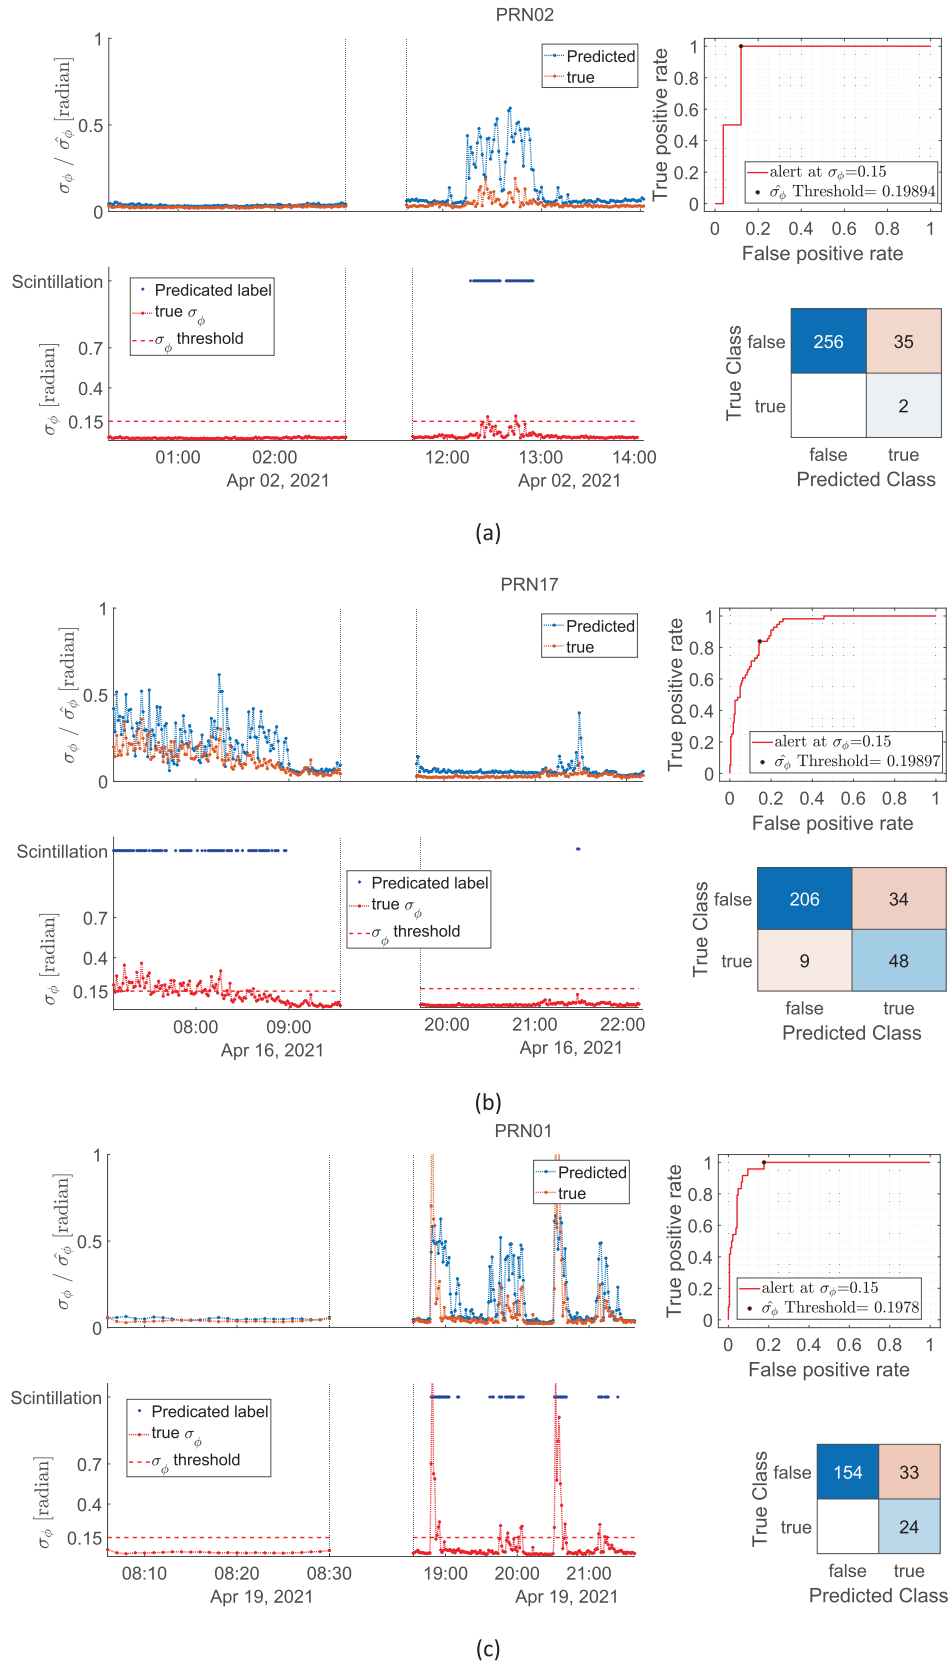 PRN02
1
0.5
0
σϕ / σ̂ϕ [radian]
Predicted
true
True positive rate
1
0.8
0.6
0.4
0.2
0
alert at σϕ=0.15
σ̂ϕ Threshold= 0.19894
0 0.2 0.4 0.6 0.8 1
False positive rate
Scintillation
0.7
0.4
0.15
σϕ [radian]
Predicated label
true σϕ
σϕ threshold
01:00 02:00 12:00 13:00 14:00
Apr 02, 2021 Apr 02, 2021
True Class
false 256 35
true 2
false true
Predicted Class
(a)
PRN17
1
0.5
0
σϕ / σ̂ϕ [radian]
Predicted
true
True positive rate
1
0.8
0.6
0.4
0.2
0
alert at σϕ=0.15
σ̂ϕ Threshold= 0.19897
0 0.2 0.4 0.6 0.8 1
False positive rate
Scintillation
0.7
0.4
0.15
σϕ [radian]
Predicated label
true σϕ
σϕ threshold
08:00 09:00 20:00 21:00 22:00
Apr 16, 2021 Apr 16, 2021
True Class
false 206 34
true 9 48
false true
Predicted Class
(b)
PRN01
1
0.5
0
σϕ / σ̂ϕ [radian]
Predicted
true
True positive rate
1
0.8
0.6
0.4
0.2
0
alert at σϕ=0.15
σ̂ϕ Threshold= 0.1978
0 0.2 0.4 0.6 0.8 1
False positive rate
Scintillation
0.7
0.4
0.15
σϕ [radian]
Predicated label
true σϕ
σϕ threshold
08:10 08:20 08:30 19:00 20:00 21:00
Apr 19, 2021 Apr 19, 2021
True Class
false 154 33
true 24
false true
Predicted Class
(c)